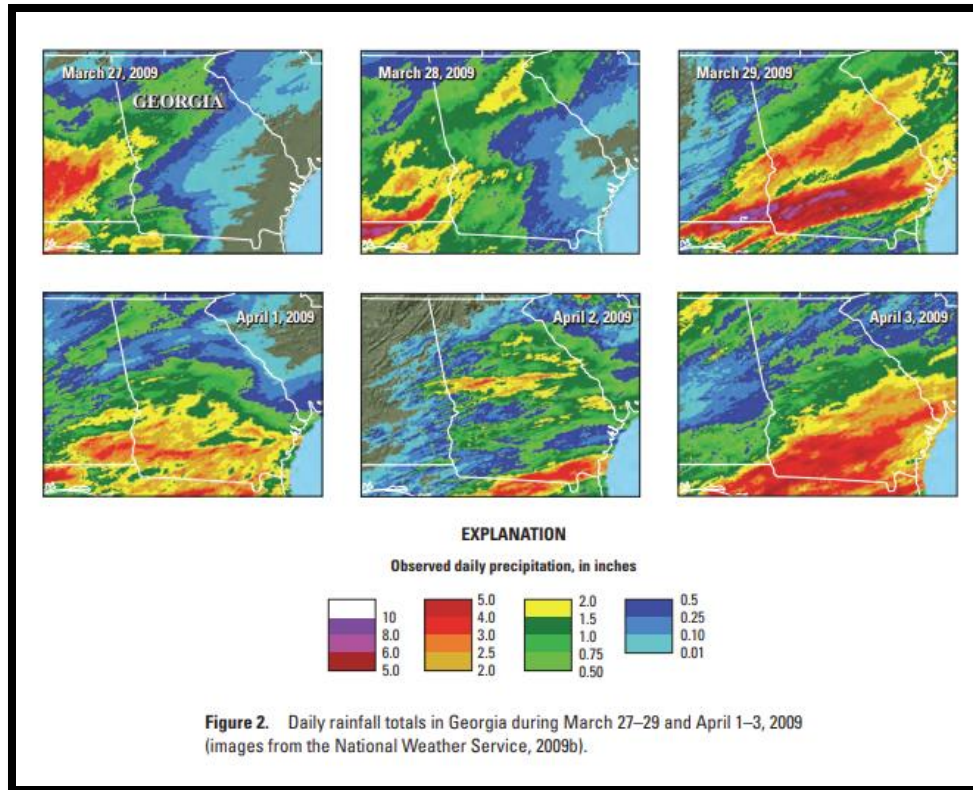 March 27, 2009
GEORGIA
March 28, 2009
March 29, 2009
April 1, 2009
April 2, 2009
April 3, 2009
EXPLANATION
Observed daily precipitation, in inches
10
8.0
6.0
5.0
5.0
4.0
3.0
2.5
2.0
2.0
1.5
1.0
0.75
0.50
0.5
0.25
0.10
0.01
Figure 2. Daily rainfall totals in Georgia during March 27–29 and April 1–3, 2009
(images from the National Weather Service, 2009b).